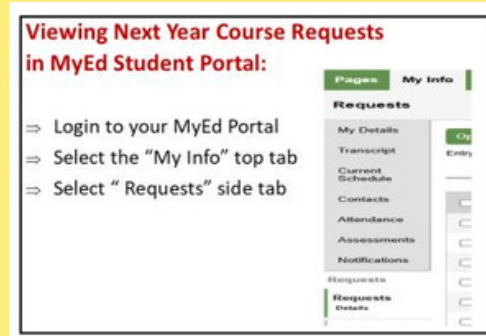 Viewing Next Year Course Requests
in MyEd Student Portal:
⇒ Login to your MyEd Portal
⇒ Select the “My Info” top tab
⇒ Select “ Requests” side tab
Pages My Info
Requests
My Details
Transcript
Current
Schedule
Contacts
Attendance
Assessments
Notifications
Requests
Requests
Details
Op
Entry